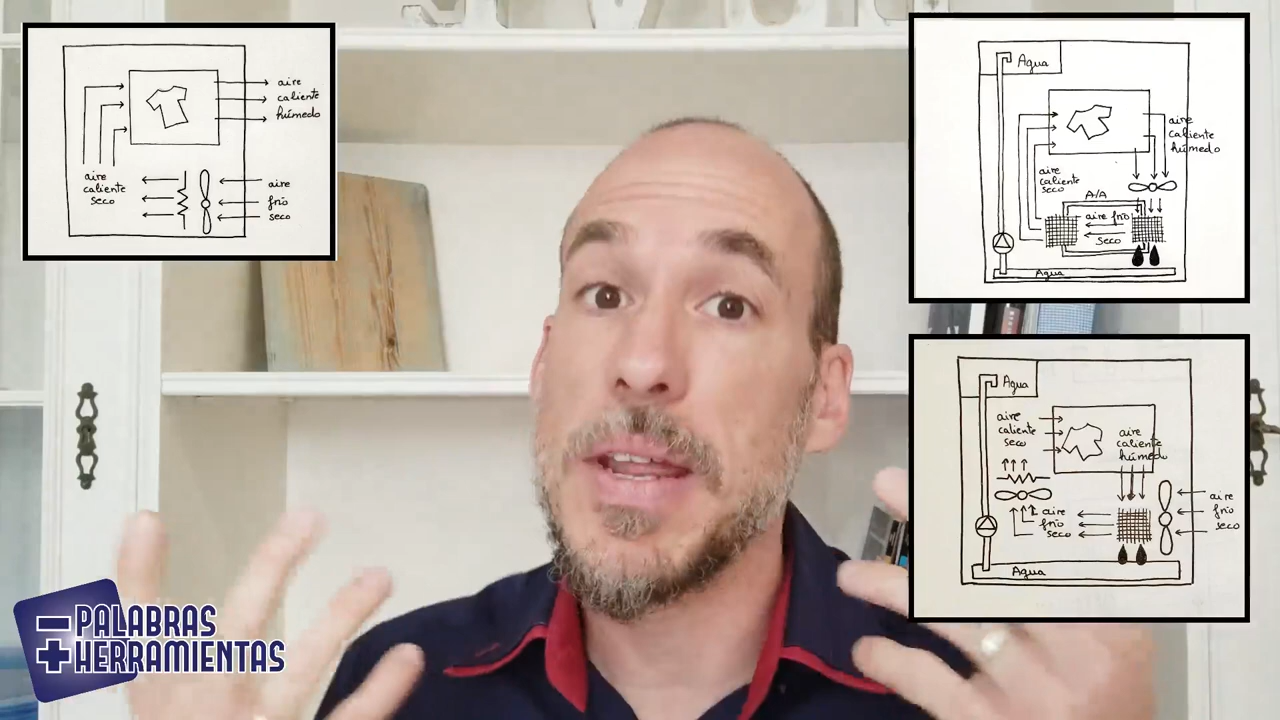 aire
caliente
húmedo
aire
caliente
seco
aire
frío
seco
Agua
aire
caliente
húmedo
aire
caliente
seco
A/A
aire frío
seco
Agua
Agua
aire
caliente
seco
aire
caliente
húmedo
aire
frío
seco
aire
frío
seco
Agua
PALABRAS
HERRAMIENTAS